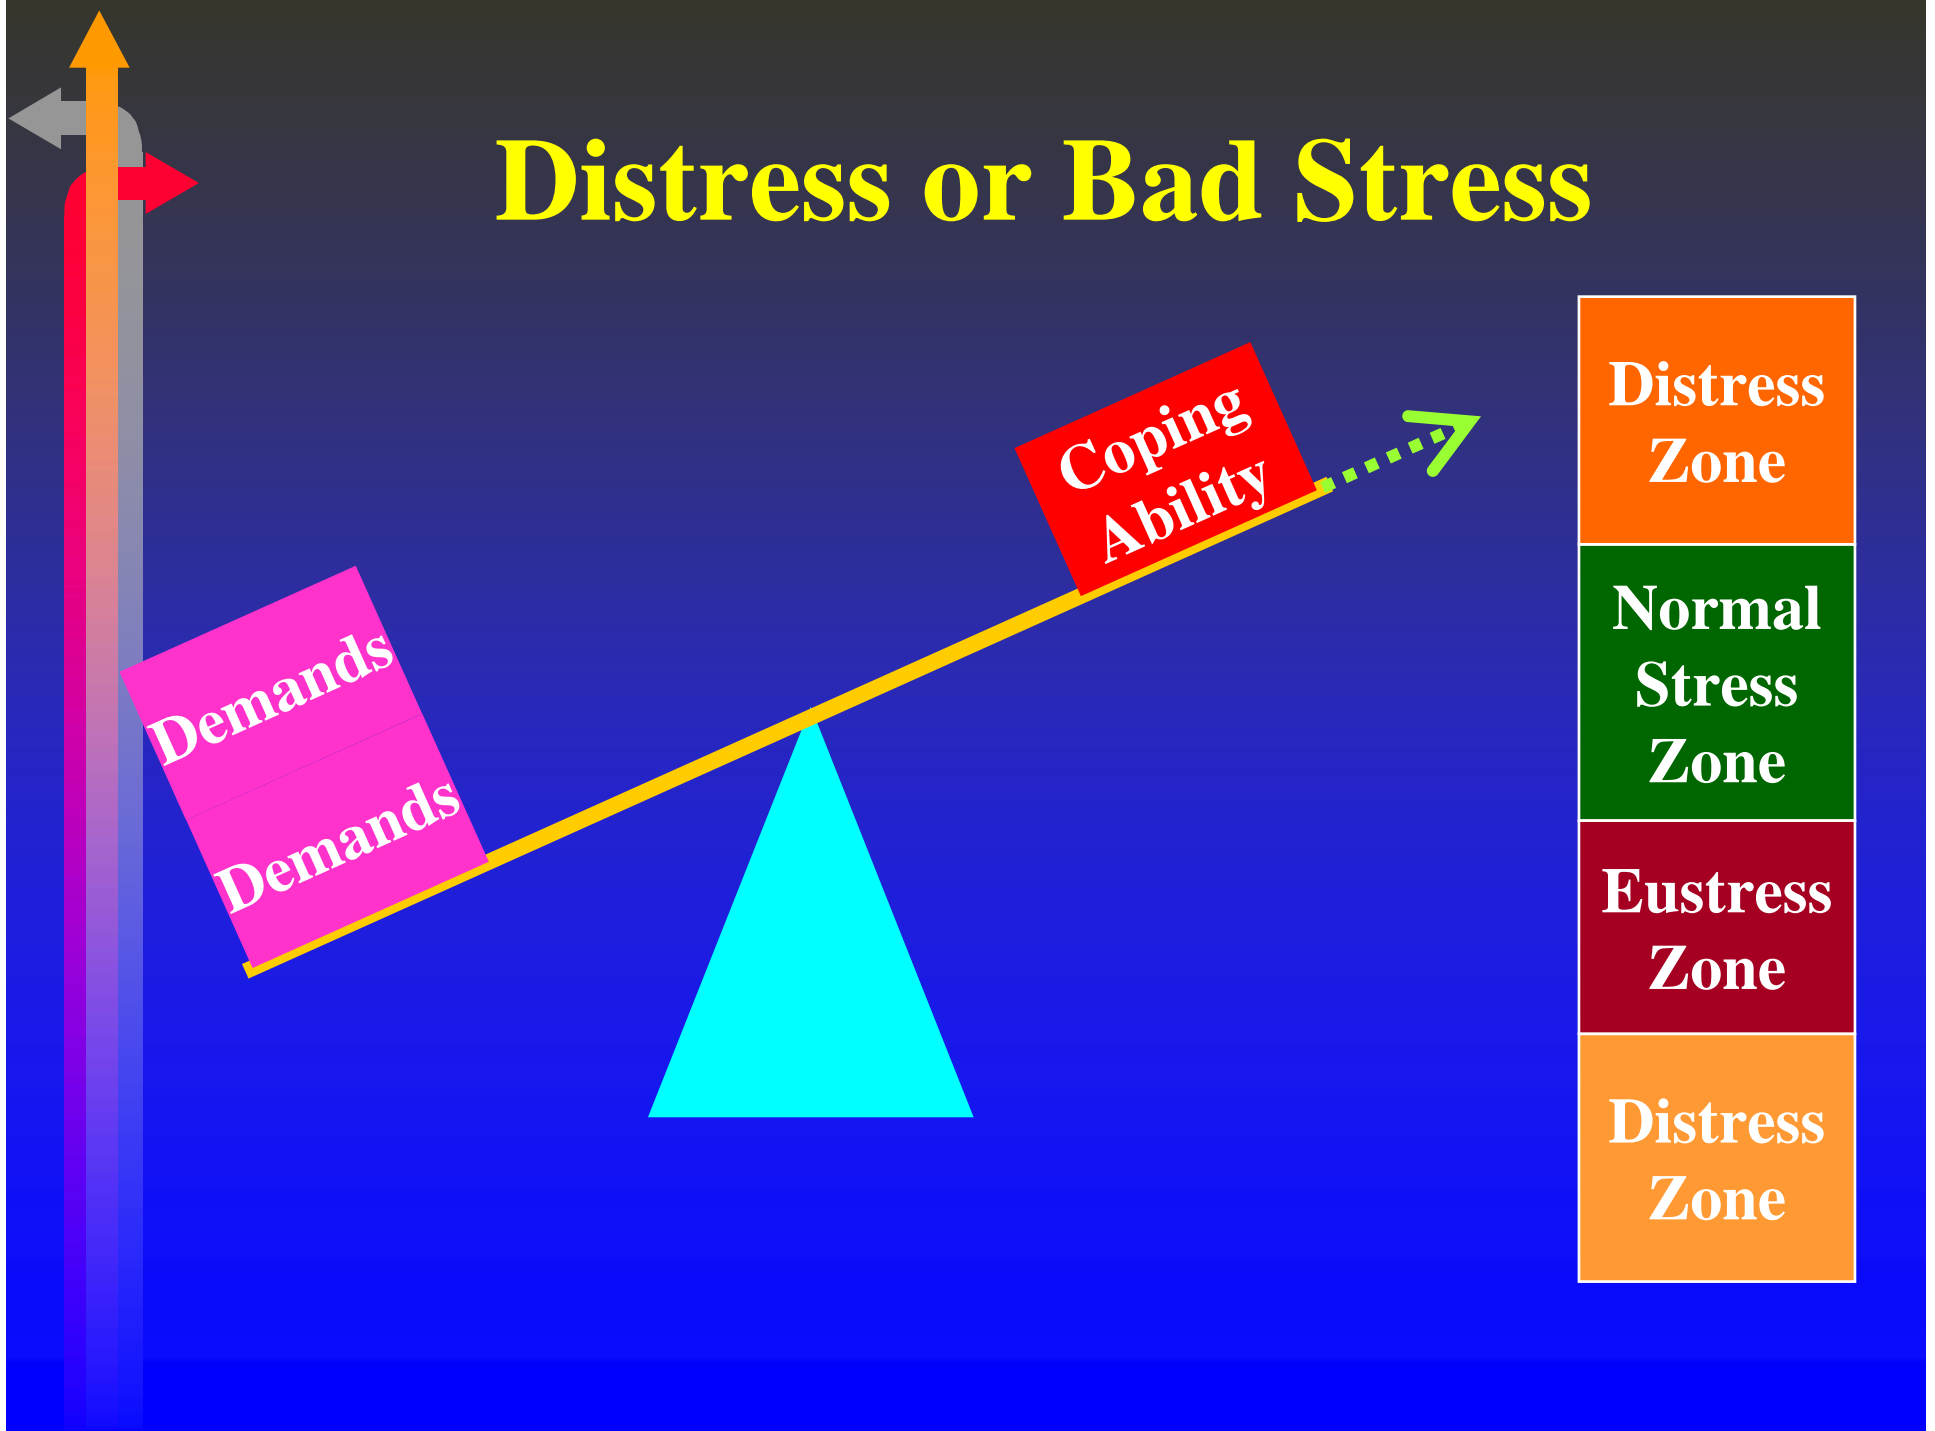 Distress or Bad Stress
Coping
Ability
Demands
Demands
Distress
Zone
Normal
Stress
Zone
Eustress
Zone
Distress
Zone